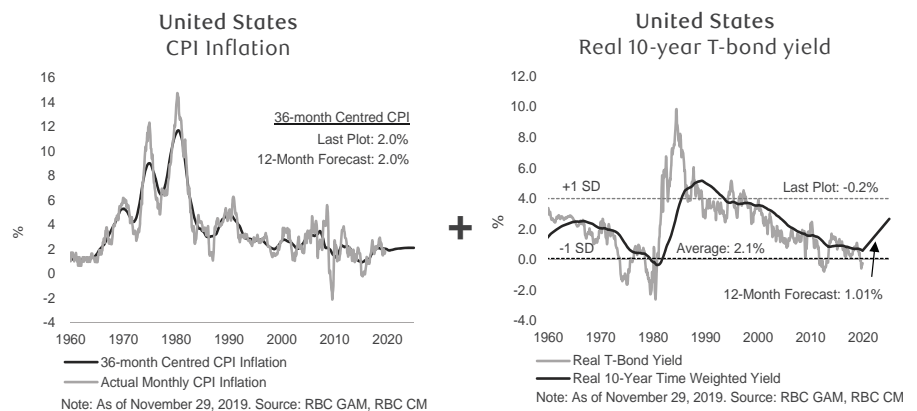 United States
CPI Inflation
16
14
12
10
8
6
4
2
0
-2
-4
%
36-month Centred CPI
Last Plot: 2.0%
12-Month Forecast: 2.0%
1960 1970 1980 1990 2000 2010 2020
36-month Centred CPI Inflation
Actual Monthly CPI Inflation
Note: As of November 29, 2019. Source: RBC GAM, RBC CM
+
United States
Real 10-year T-bond yield
12.0
10.0
8.0
6.0
4.0
2.0
0.0
-2.0
-4.0
%
+1 SD
Last Plot: -0.2%
-1 SD
Average: 2.1%
12-Month Forecast: 1.01%
1960 1970 1980 1990 2000 2010 2020
Real T-Bond Yield
Real 10-Year Time Weighted Yield
Note: As of November 29, 2019. Source: RBC GAM, RBC CM